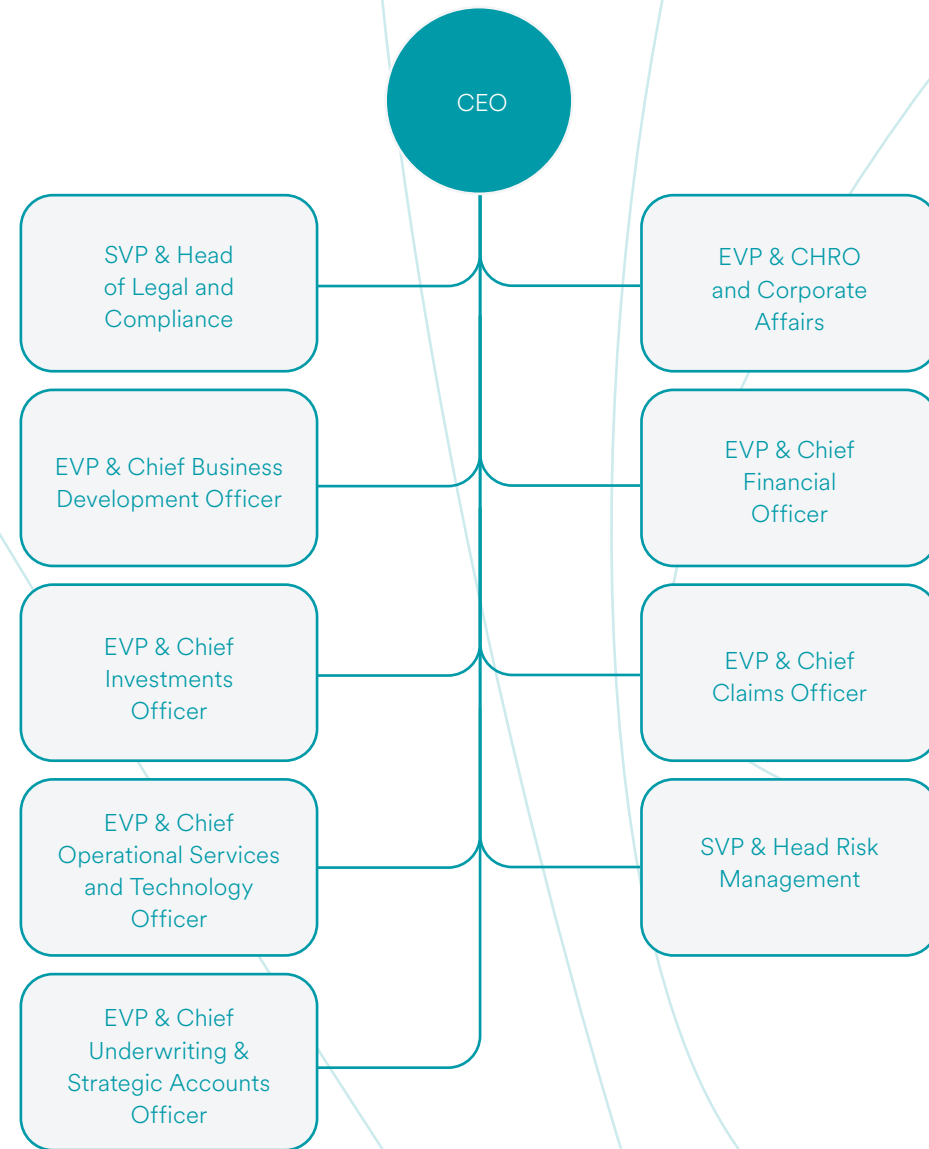 CEO
SVP & Head
of Legal and
Compliance
EVP & CHRO
and Corporate
Affairs
EVP & Chief Business
Development Officer
EVP & Chief
Financial
Officer
EVP & Chief
Investments
Officer
EVP & Chief
Claims Officer
EVP & Chief
Operational Services
and Technology
Officer
SVP & Head Risk
Management
EVP & Chief
Underwriting &
Strategic Accounts
Officer